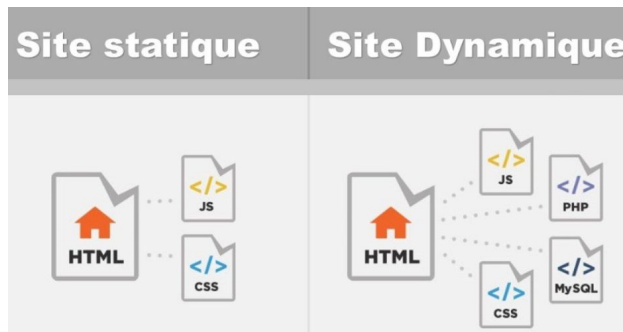 Site statique
Site Dynamique
</> JS
</> CSS
HTML
</> JS
</> PHP
HTML
</> CSS
</> MySQL